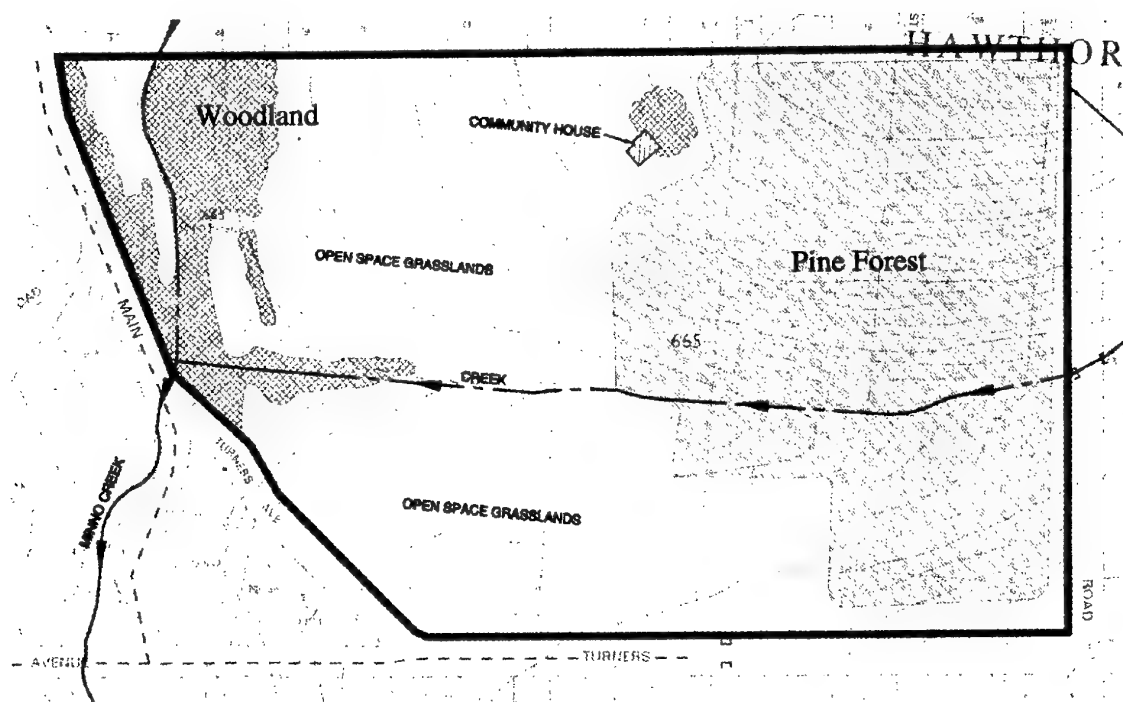 HAWTHOR
Woodland
COMMUNITY HOUSE
OPEN SPACE GRASSLANDS
Pine Forest
MAIN
665
CREEK
TURNERS
MINNO CREEK
OPEN SPACE GRASSLANDS
ROAD
AVENUE
TURNERS